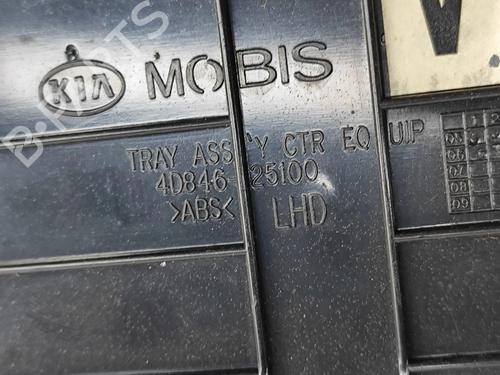 KIA MOBIS
TRAY ASS'Y CTR EQUIP
4D846-25100
>ABS< LHD